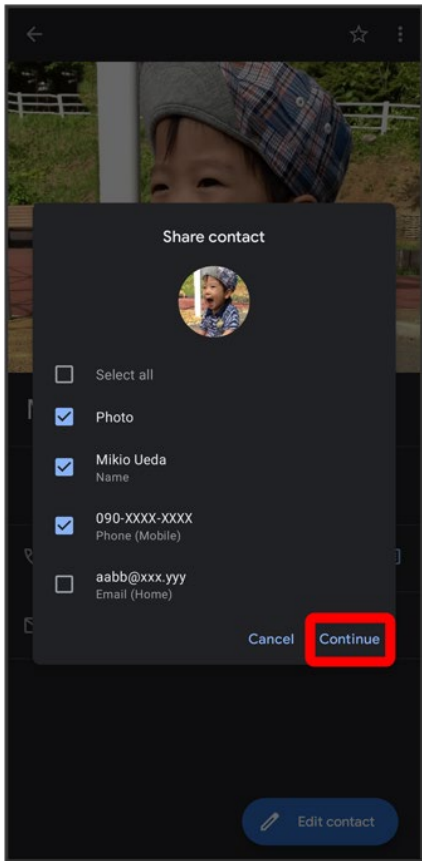 Share contact
Select all
Photo
Mikio Ueda
Name
090-XXXX-XXXX
Phone (Mobile)
aabb@xxx.yyy
Email (Home)
Cancel Continue
Edit contact